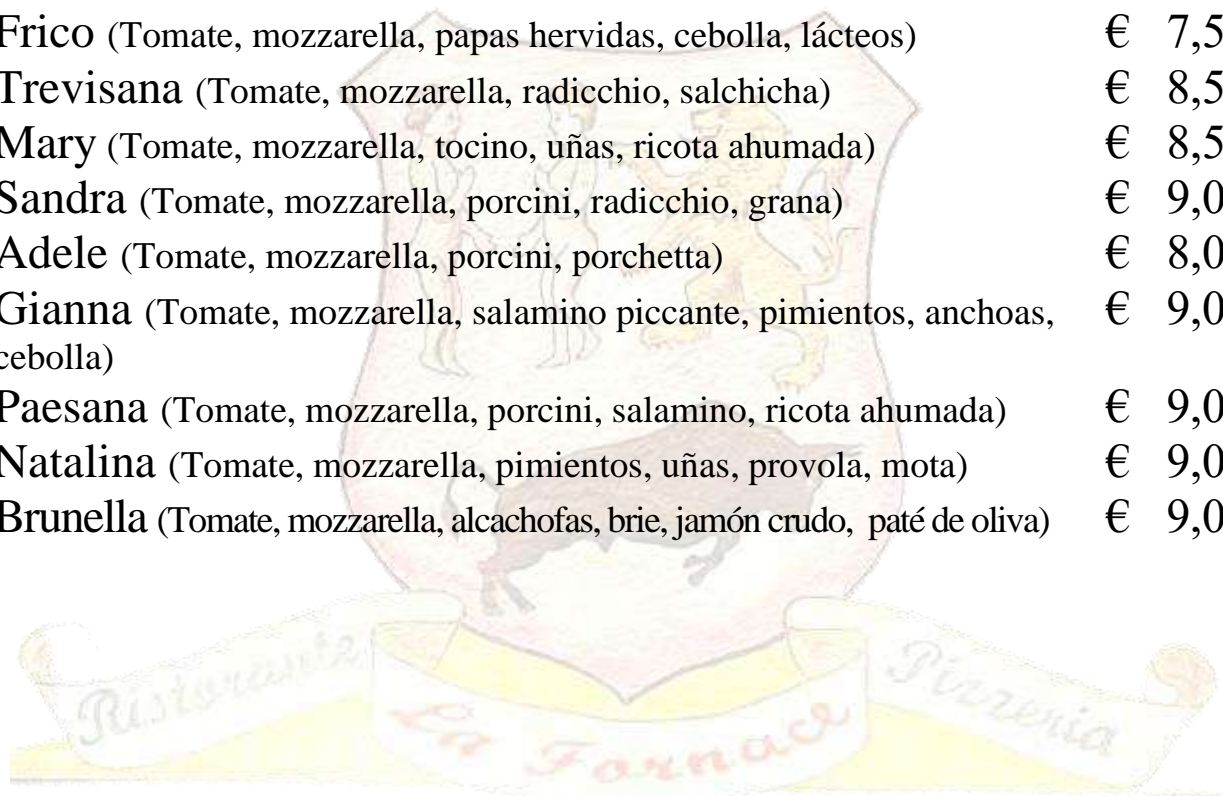 Frico (Tomate, mozzarella, papas hervidas, cebolla, lácteos) € 7,5
Trevisana (Tomate, mozzarella, radicchio, salchicha) € 8,5
Mary (Tomate, mozzarella, tocino, uñas, ricota ahumada) € 8,5
Sandra (Tomate, mozzarella, porcini, radicchio, grana) € 9,0
Adele (Tomate, mozzarella, porcini, porchetta) € 8,0
Gianna (Tomate, mozzarella, salamino piccante, pimientos, anchoas, € 9,0
cebolla)
Paesana (Tomate, mozzarella, porcini, salamino, ricota ahumada) € 9,0
Natalina (Tomate, mozzarella, pimientos, uñas, provola, mota) € 9,0
Brunella (Tomate, mozzarella, alcachofas, brie, jamón crudo, paté de oliva) € 9,0
Ristorante La Fornace Pizzeria